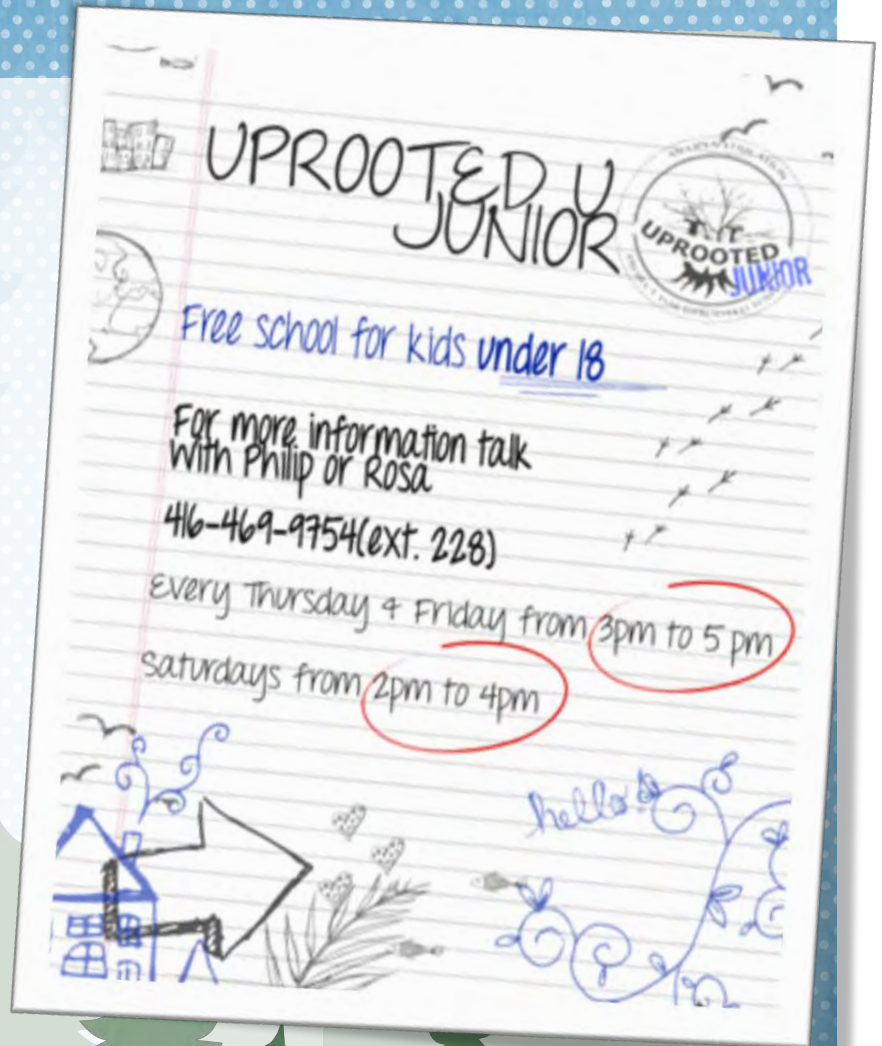 UPROOTED U
JUNIOR
UPROOTED
JUNIOR
Free school for kids under 18
For more information talk
with Philip or Rosa
416-469-9754(ext. 228)
Every Thursday & Friday from 3pm to 5 pm
Saturdays from 2pm to 4pm
hello